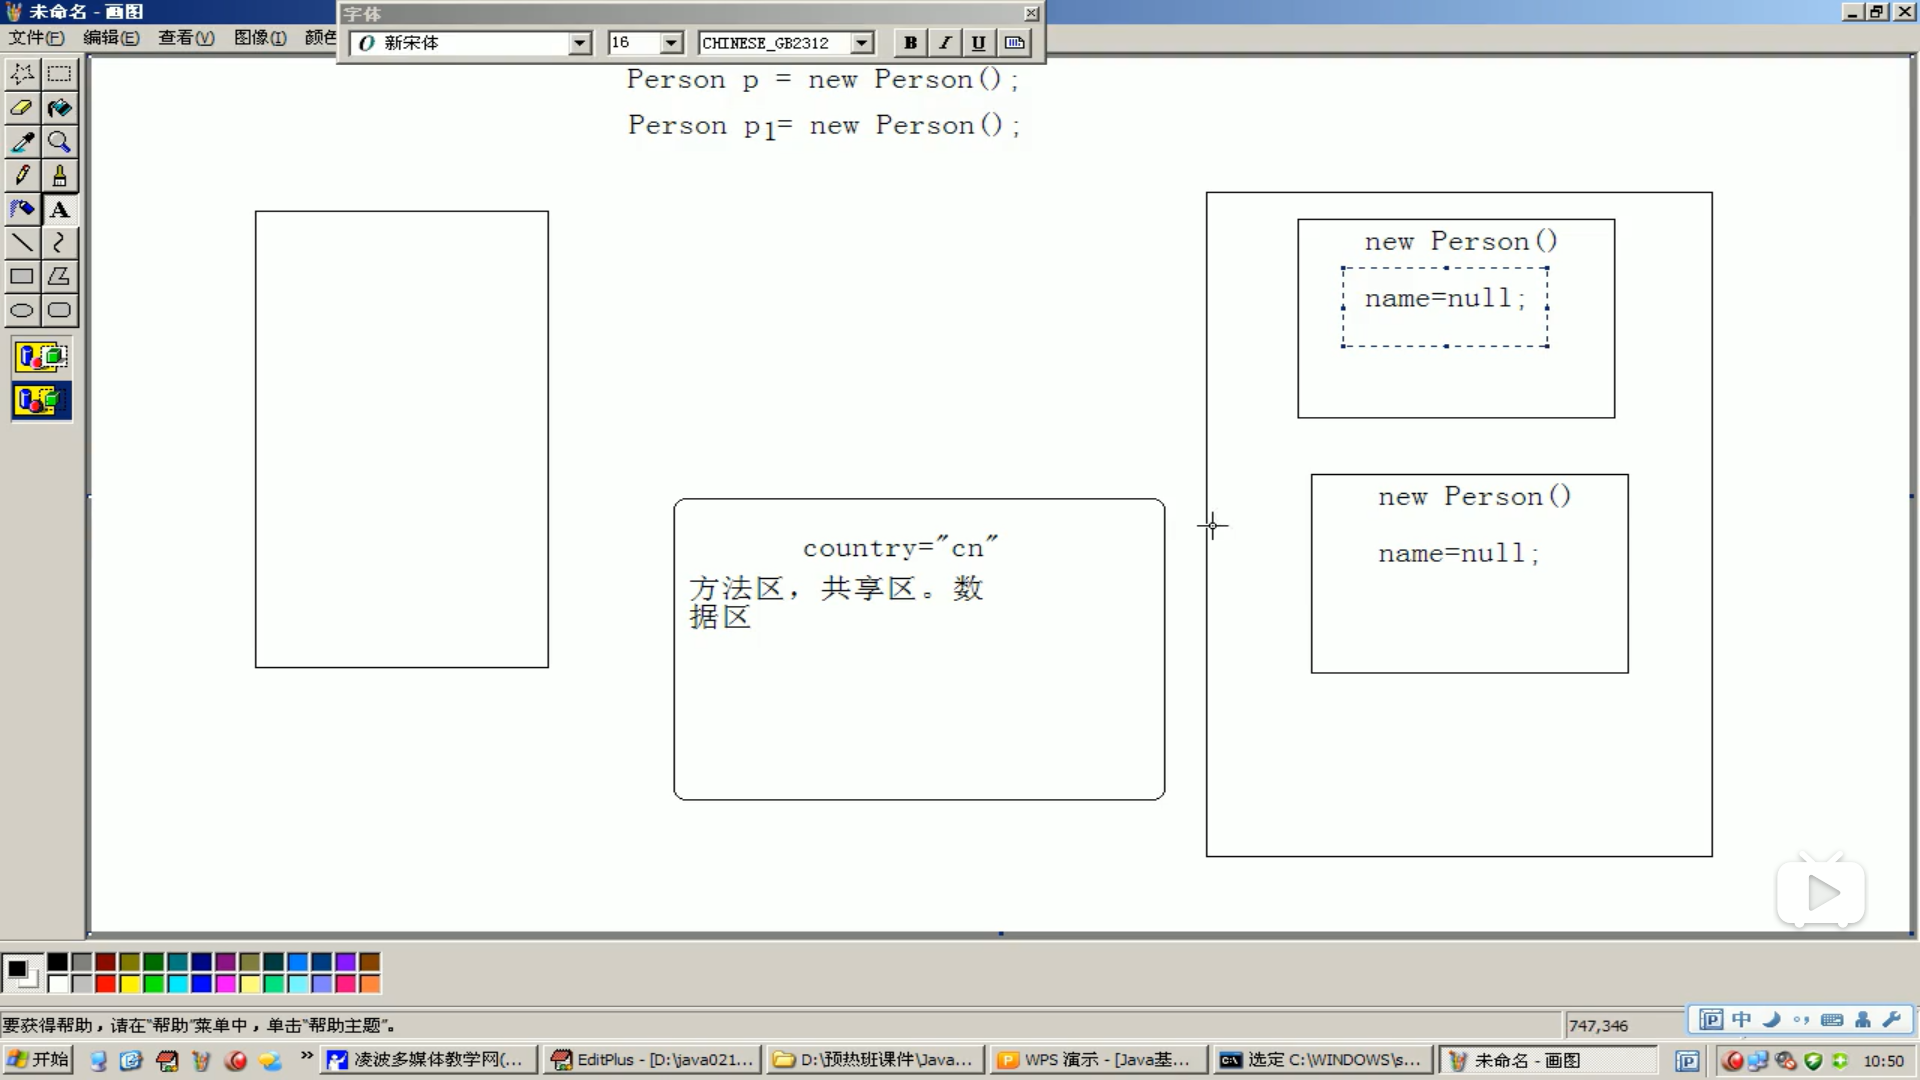 未命名 - 画图
字体
文件(F) 编辑(E) 查看(V) 图像(I) 颜色
新宋体 16 CHINESE_GB2312 B I U
Person p = new Person();
Person p1= new Person();
A
new Person()
name=null;
new Person()
name=null;
country="cn"
方法区，共享区。数
据区
要获得帮助，请在"帮助"菜单中，单击"帮助主题"。
747,346
中
开始
凌波多媒体教学网(...
EditPlus - [D:\java021...
D:\预热班课件\Java...
WPS 演示 - [Java基...
选定 C:\WINDOWS\s...
未命名 - 画图
10:50